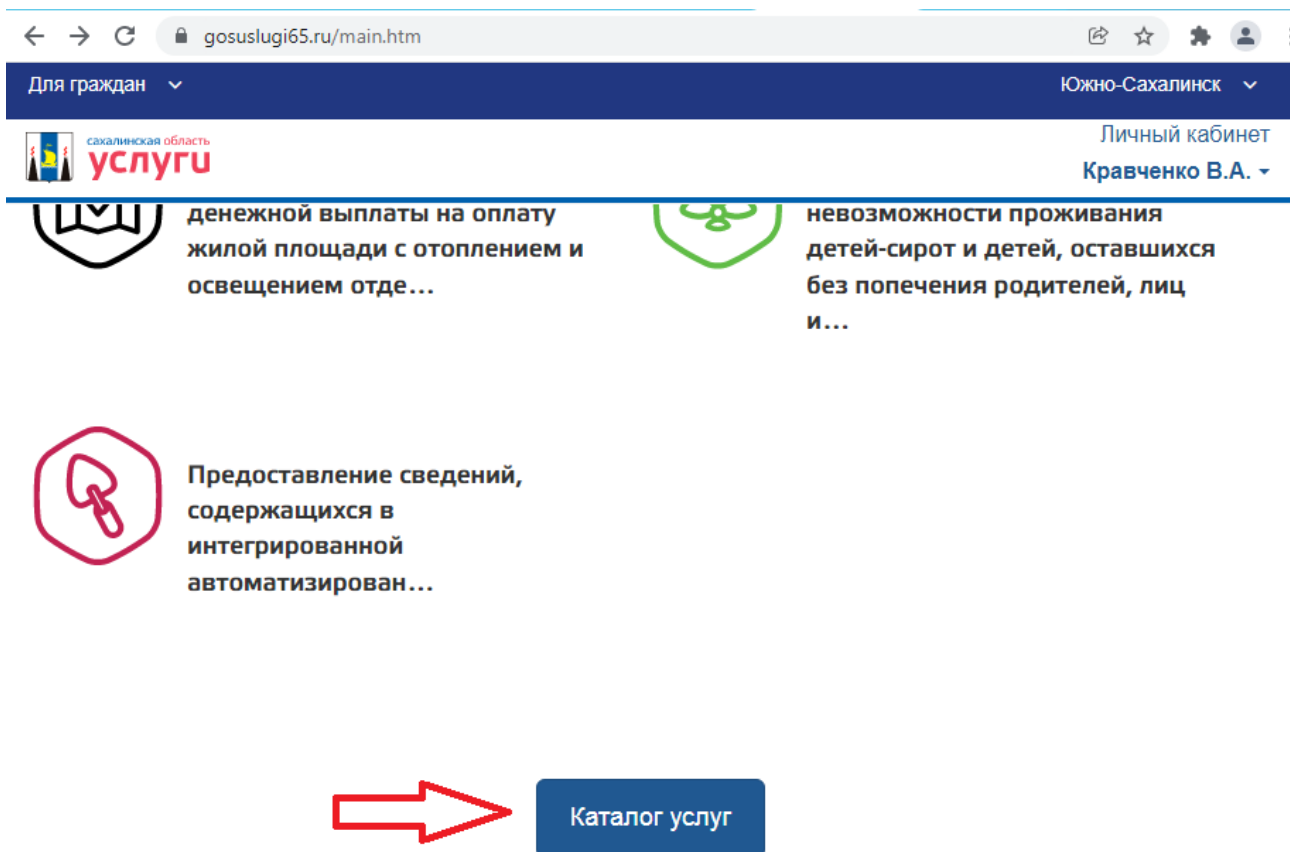 gosuslugi65.ru/main.htm
Для граждан
Южно-Сахалинск
сахалинская область
услуги
Личный кабинет
Кравченко В.А.
денежной выплаты на оплату
жилой площади с отоплением и
освещением отде...
невозможности проживания
детей-сирот и детей, оставшихся
без попечения родителей, лиц
и...
Предоставление сведений,
содержащихся в
интегрированной
автоматизирован...
Каталог услуг